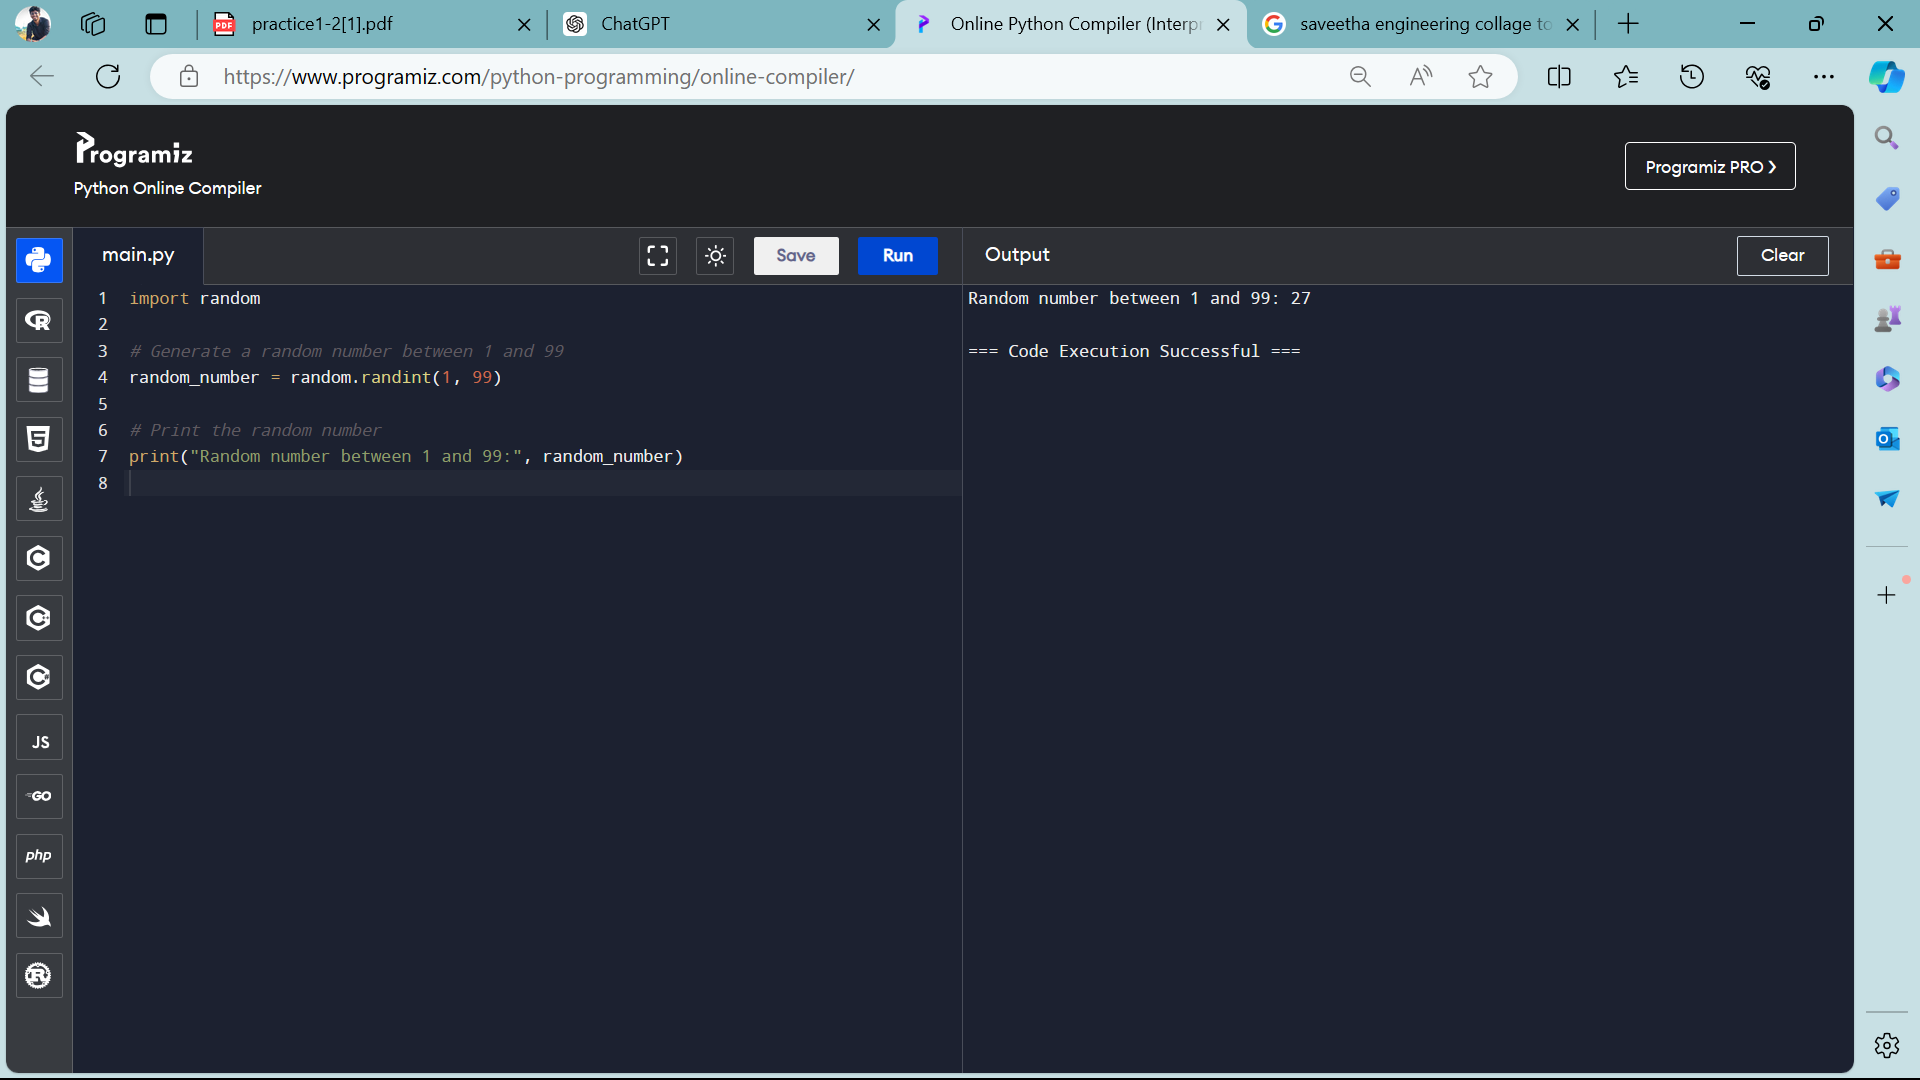 practice1-2[1].pdf
ChatGPT
Online Python Compiler (Interpr
saveetha engineering collage to
https://www.programiz.com/python-programming/online-compiler/
Programiz
Python Online Compiler
Programiz PRO ❯
main.py
Save
Run
Output
Clear
1 import random
2
3 # Generate a random number between 1 and 99
4 random_number = random.randint(1, 99)
5
6 # Print the random number
7 print("Random number between 1 and 99:", random_number)
8
Random number between 1 and 99: 27
=== Code Execution Successful ===
JS
GO
php